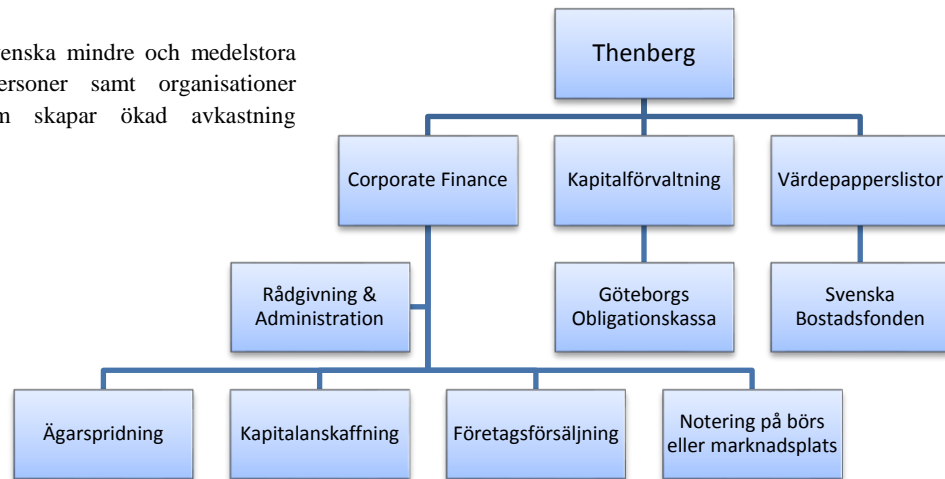 venska mindre och medelstora
ersoner samt organisationer
skapar ökad avkastning
Thenberg
Corporate Finance
Kapitalförvaltning
Värdepapperslistor
Rådgivning &
Administration
Göteborgs
Obligationskassa
Svenska
Bostadsfonden
Ägarspridning
Kapitalanskaffning
Företagsförsäljning
Notering på börs
eller marknadsplats